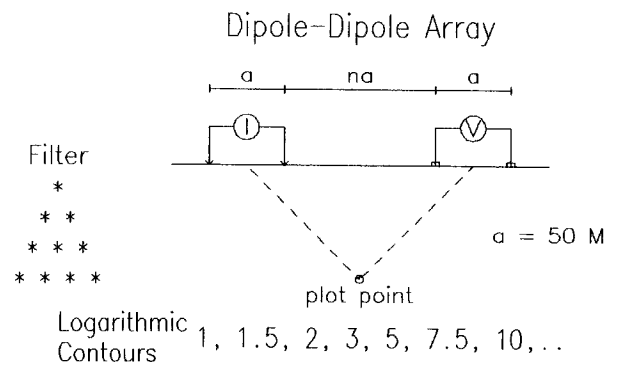 Dipole-Dipole Array
a na a
I V
Filter
*
* *
* * *
* * * *
a = 50 M
plot point
Logarithmic
Contours
1, 1.5, 2, 3, 5, 7.5, 10,..